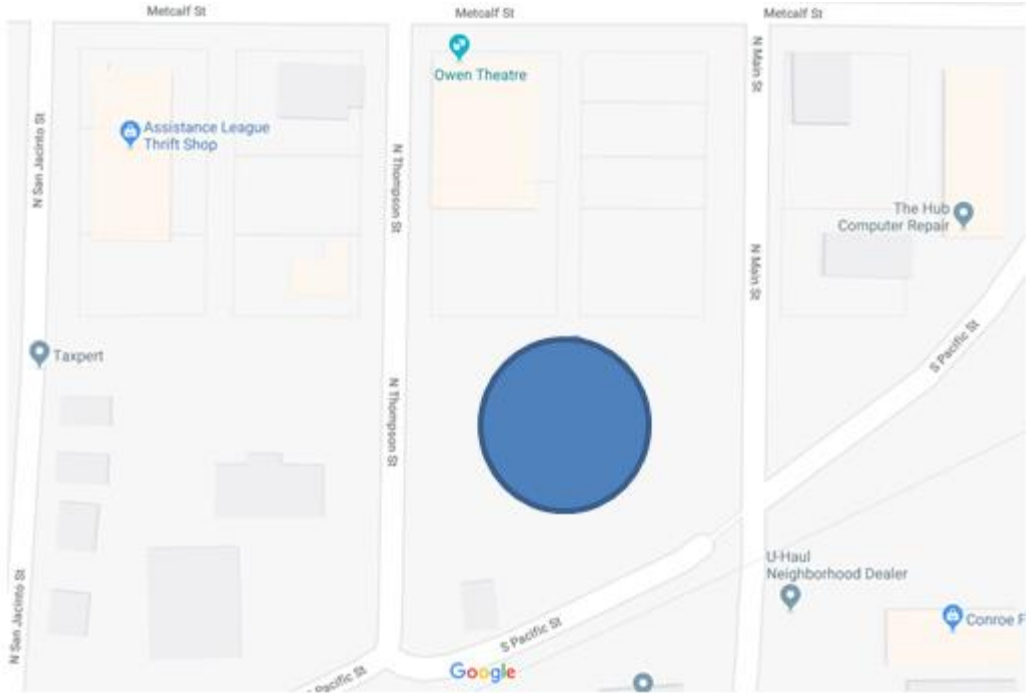 Metcalf St
Metcalf St
Metcalf St
N Main St
Owen Theatre
Assistance League
Thrift Shop
N San Jacinto St
N Thompson St
The Hub
Computer Repair
N Main St
S Pacific St
Taxpert
N Thompson St
U-Haul
Neighborhood Dealer
N San Jacinto St
Conroe F
S Pacific St
Pacific St
Google